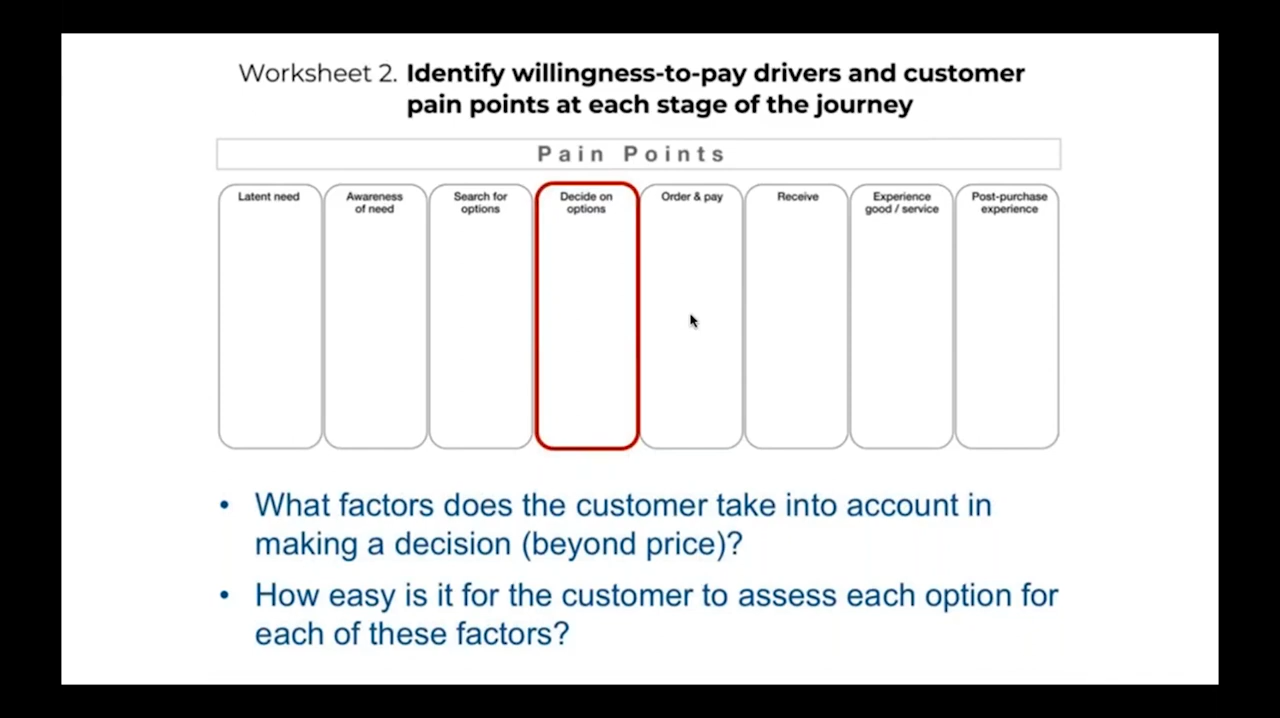 Worksheet 2. Identify willingness-to-pay drivers and customer
pain points at each stage of the journey
Pain Points
Latent need
Awareness
of need
Search for
options
Decide on
options
Order & pay
Receive
Experience
good / service
Post-purchase
experience
• What factors does the customer take into account in
making a decision (beyond price)?
• How easy is it for the customer to assess each option for
each of these factors?